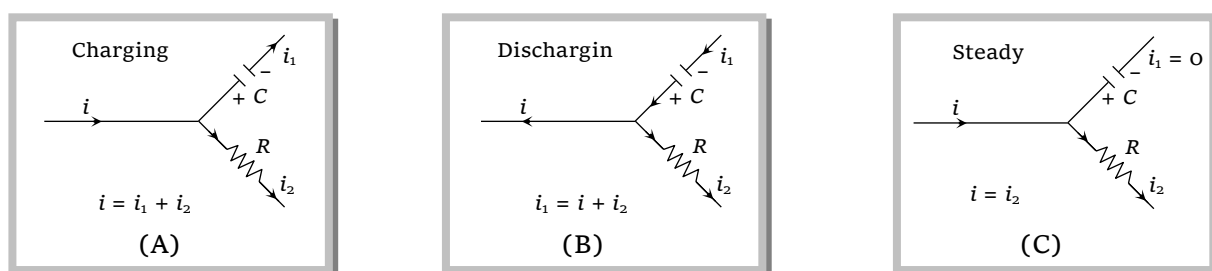 Charging
i₁
+ C −
i
R
i₂
i = i₁ + i₂
(A)
Dischargin
i₁
+ C −
i
R
i₂
i₁ = i + i₂
(B)
Steady
i₁ = 0
+ C −
i
R
i₂
i = i₂
(C)